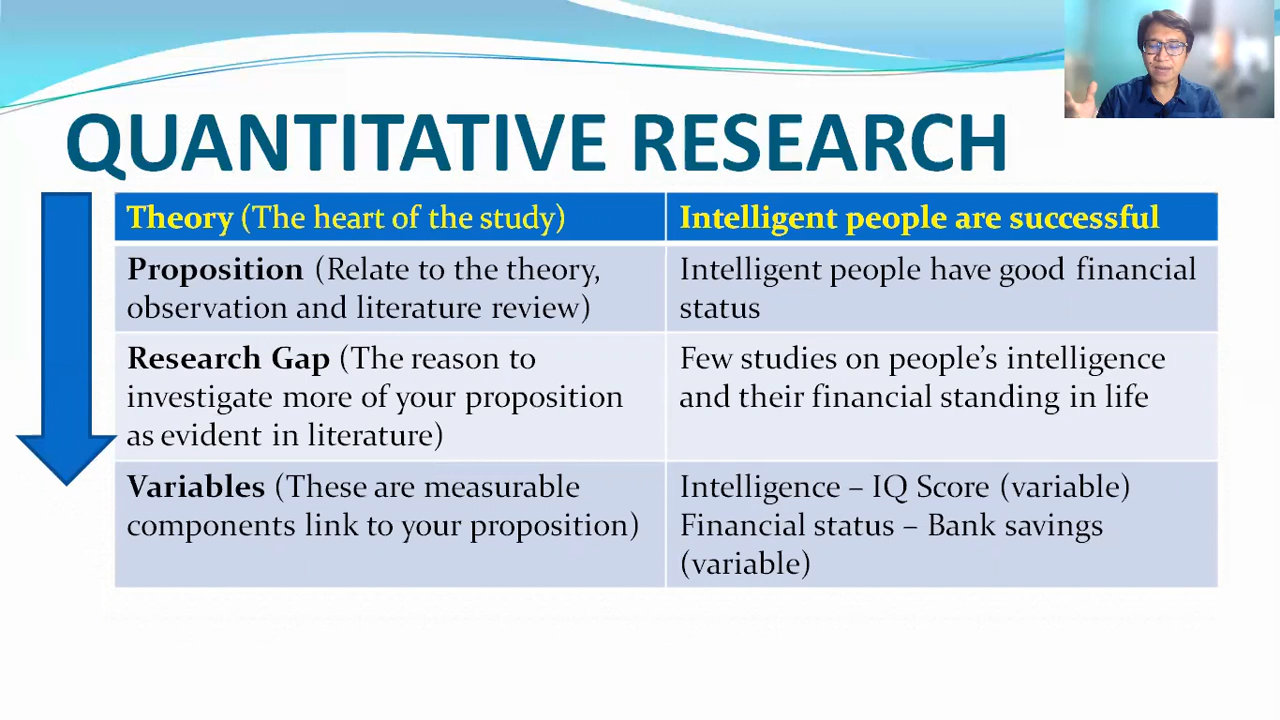 QUANTITATIVE RESEARCH
Theory (The heart of the study)
Intelligent people are successful
Proposition (Relate to the theory,
observation and literature review)
Intelligent people have good financial
status
Research Gap (The reason to
investigate more of your proposition
as evident in literature)
Few studies on people’s intelligence
and their financial standing in life
Variables (These are measurable
components link to your proposition)
Intelligence – IQ Score (variable)
Financial status – Bank savings
(variable)